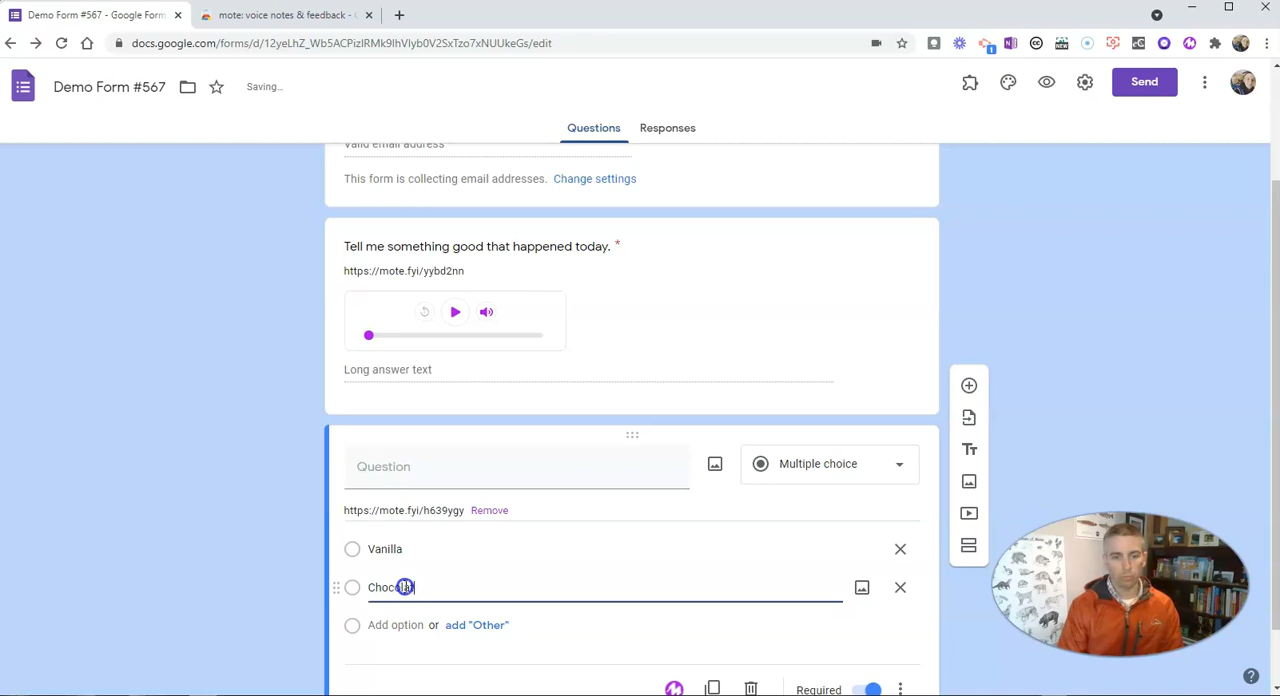 Demo Form #567 - Google Form
mote: voice notes & feedback -
docs.google.com/forms/d/12yeLhZ_Wb5ACPizlRMk9IhVlyb0V2SxTzo7xNUUkeGs/edit
Demo Form #567
Saving...
Send
Questions
Responses
Valid email address
This form is collecting email addresses. Change settings
Tell me something good that happened today. *
https://mote.fyi/yybd2nn
Long answer text
Question
Multiple choice
https://mote.fyi/h639ygy Remove
Vanilla
Add option or add "Other"
Required